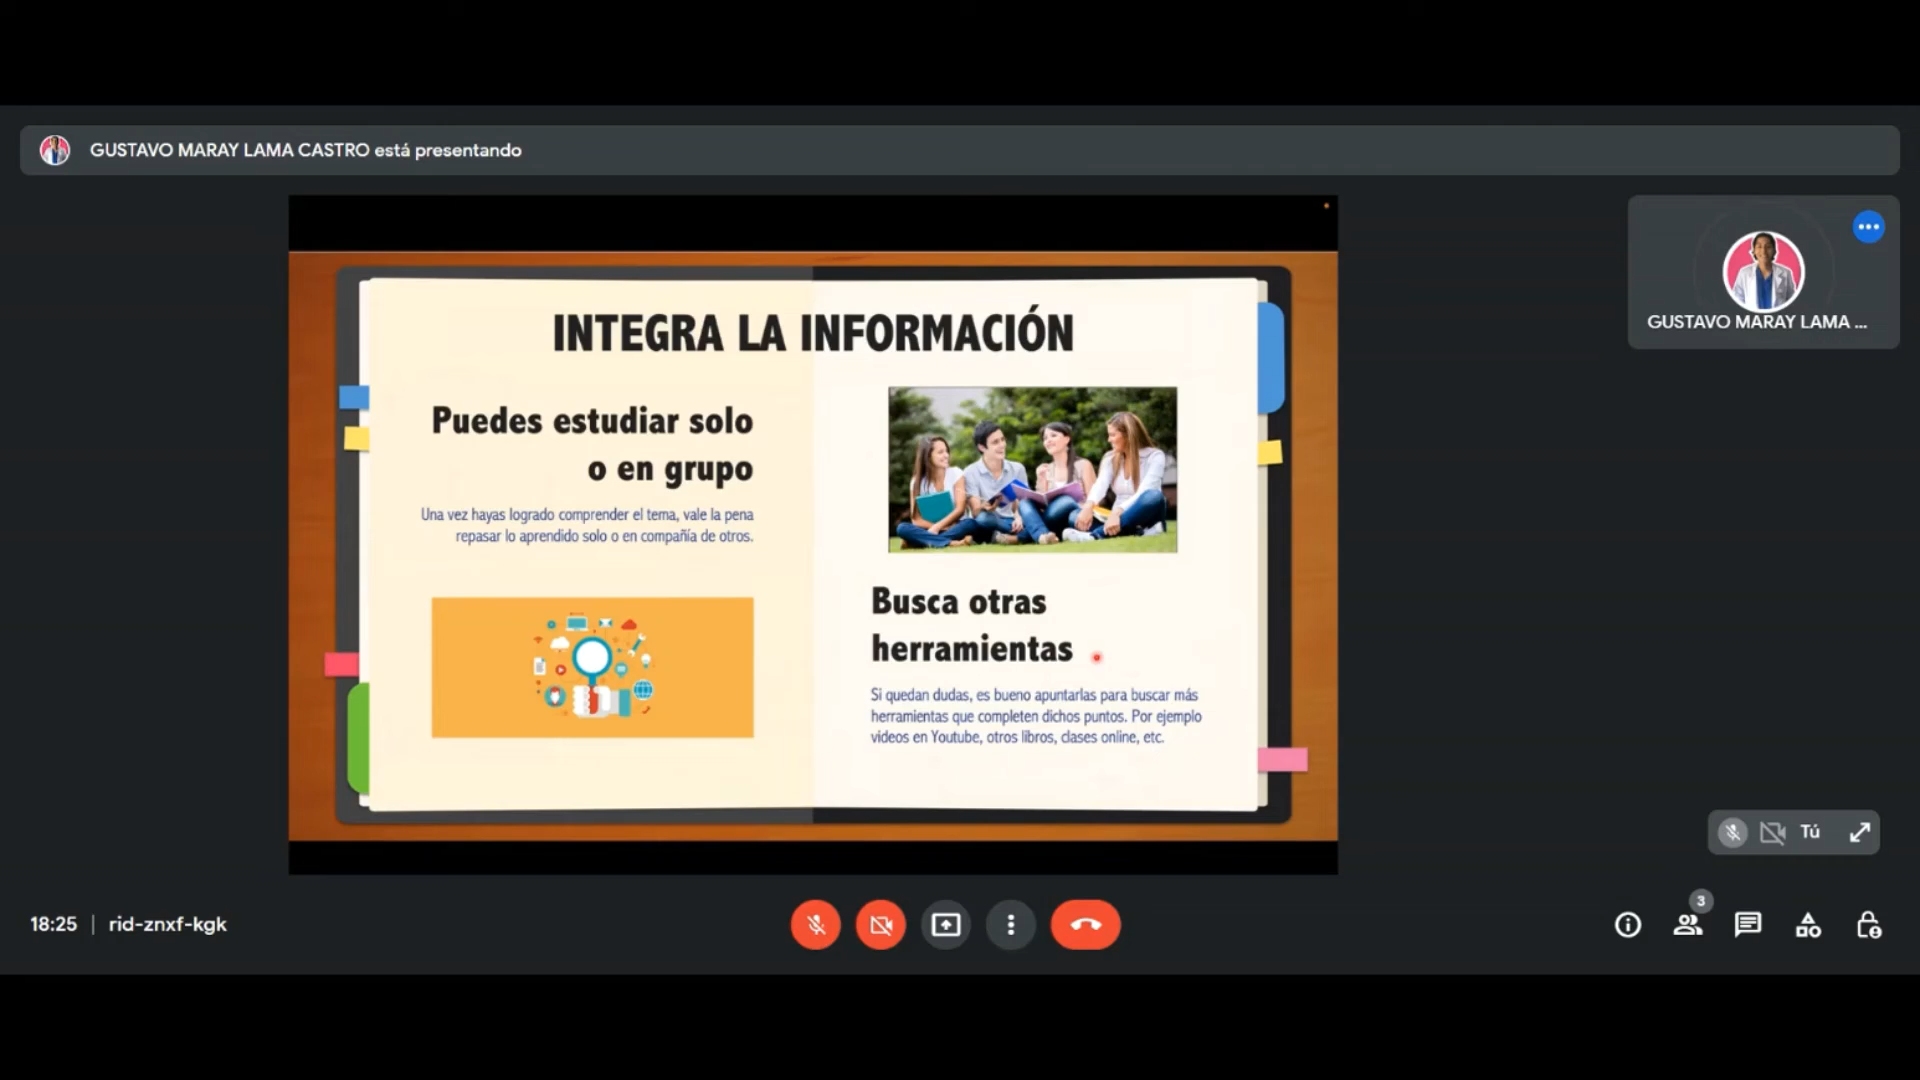 GUSTAVO MARAY LAMA CASTRO está presentando
INTEGRA LA INFORMACIÓN
Puedes estudiar solo
o en grupo
Una vez hayas logrado comprender el tema, vale la pena
repasar lo aprendido solo o en compañía de otros.
Busca otras
herramientas
Si quedan dudas, es bueno apuntarlas para buscar más
herramientas que completen dichos puntos. Por ejemplo
videos en Youtube, otros libros, clases online, etc.
GUSTAVO MARAY LAMA ...
Tú
18:25 | rid-znxf-kgk
3